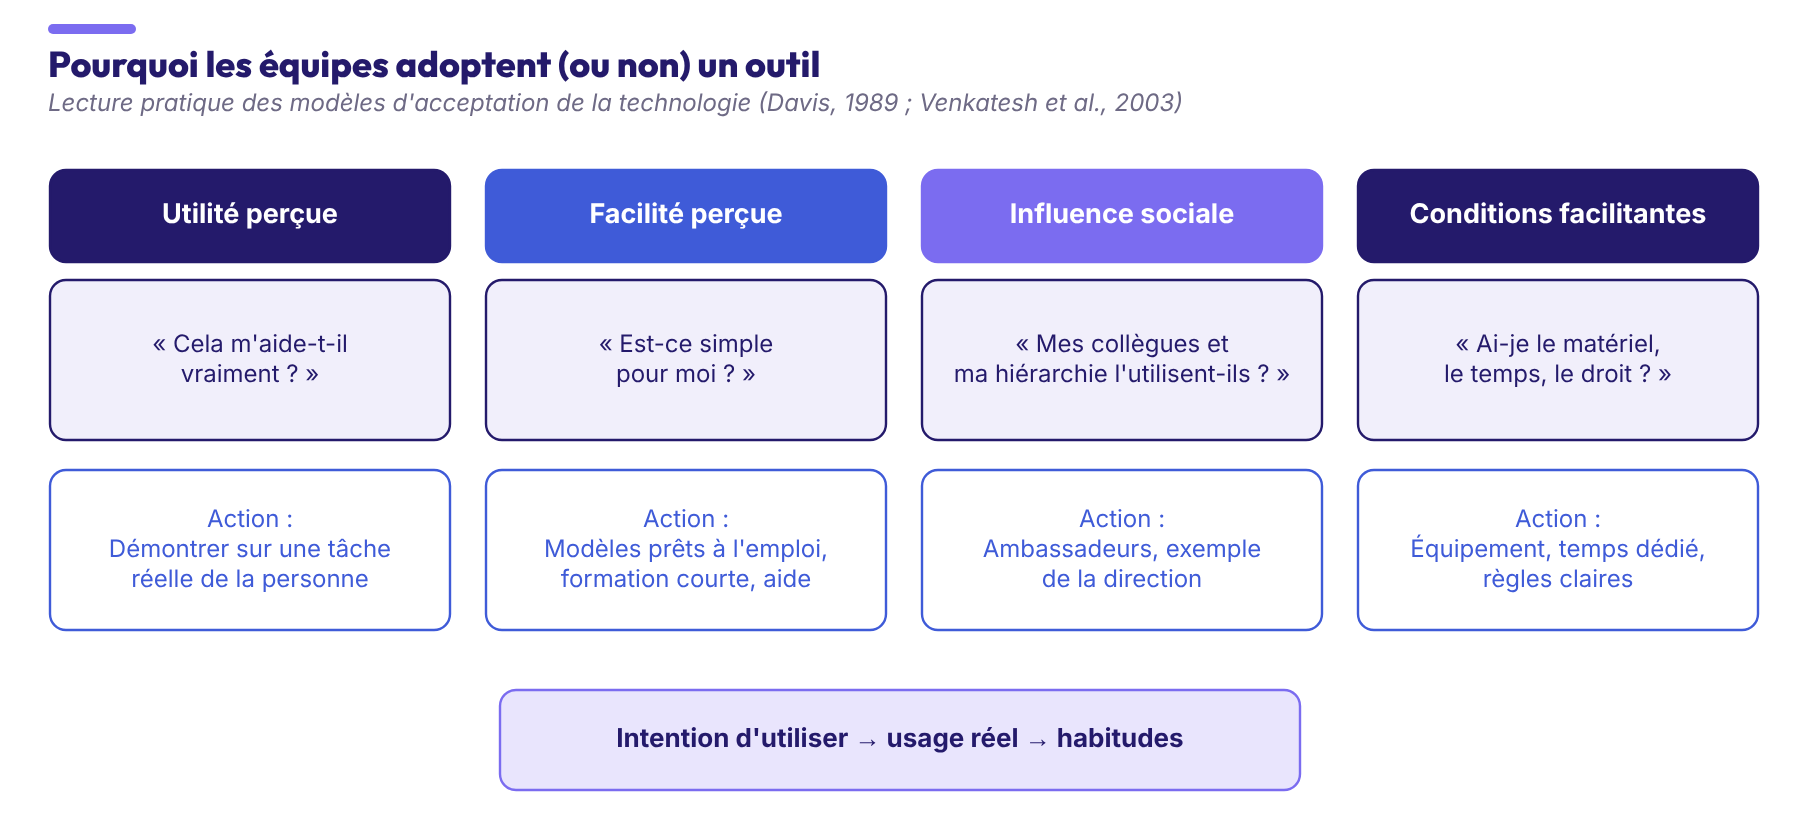 Pourquoi les équipes adoptent (ou non) un outil
Lecture pratique des modèles d'acceptation de la technologie (Davis, 1989 ; Venkatesh et al., 2003)
Utilité perçue
Facilité perçue
Influence sociale
Conditions facilitantes
« Cela m'aide-t-il
vraiment ? »
« Est-ce simple
pour moi ? »
« Mes collègues et
ma hiérarchie l'utilisent-ils ? »
« Ai-je le matériel,
le temps, le droit ? »
Action :
Démontrer sur une tâche
réelle de la personne
Action :
Modèles prêts à l'emploi,
formation courte, aide
Action :
Ambassadeurs, exemple
de la direction
Action :
Équipement, temps dédié,
règles claires
Intention d'utiliser → usage réel → habitudes